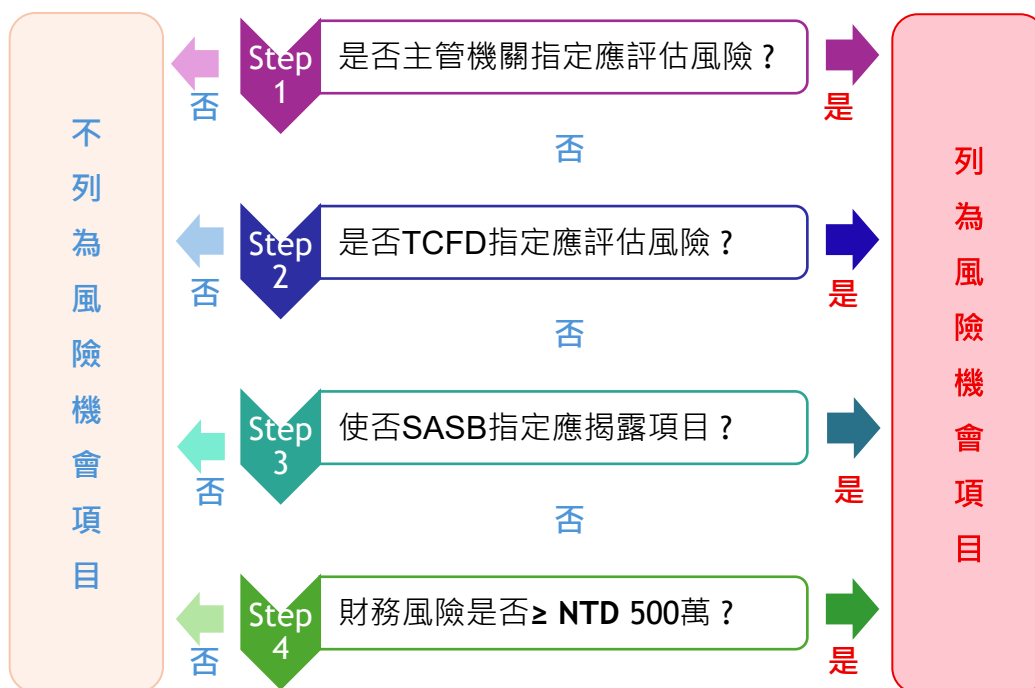 不列為風險機會項目
Step 1
是否主管機關指定應評估風險？
否
是
否
Step 2
是否TCFD指定應評估風險？
否
是
否
Step 3
使否SASB指定應揭露項目？
否
是
否
Step 4
財務風險是否≥ NTD 500萬？
否
是
列為風險機會項目